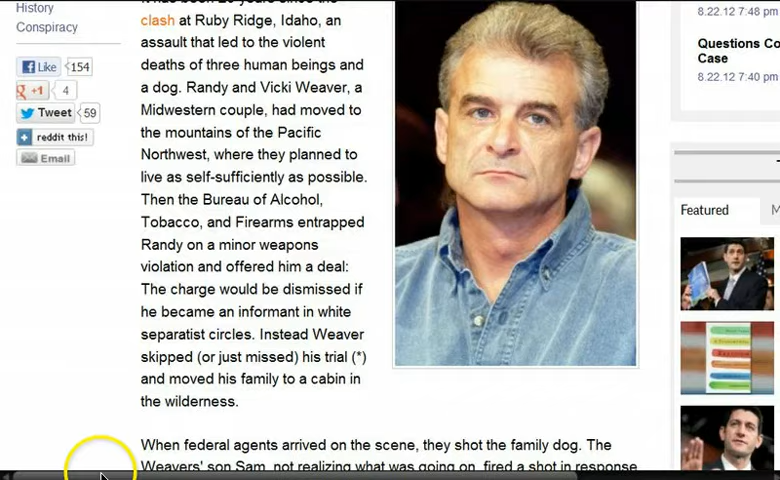 History
Conspiracy
Like 154
+1 4
Tweet 59
reddit this!
Email
It has been 20 years since the
clash at Ruby Ridge, Idaho, an
assault that led to the violent
deaths of three human beings and
a dog. Randy and Vicki Weaver, a
Midwestern couple, had moved to
the mountains of the Pacific
Northwest, where they planned to
live as self-sufficiently as possible.
Then the Bureau of Alcohol,
Tobacco, and Firearms entrapped
Randy on a minor weapons
violation and offered him a deal:
The charge would be dismissed if
he became an informant in white
separatist circles. Instead Weaver
skipped (or just missed) his trial (*)
and moved his family to a cabin in
the wilderness.
When federal agents arrived on the scene, they shot the family dog. The
Weavers' son Sam, not realizing what was going on, fired a shot in response
8.22.12 7:48 p
Questions Co
Case
8.22.12 7:40 pm
Featured
M